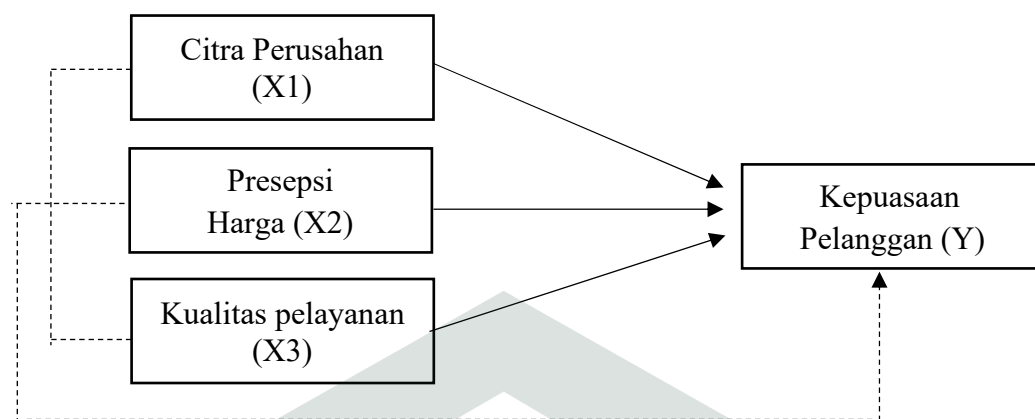 Citra Perusahan
(X1)
Presepsi
Harga (X2)
Kualitas pelayanan
(X3)
Kepuasaan
Pelanggan (Y)